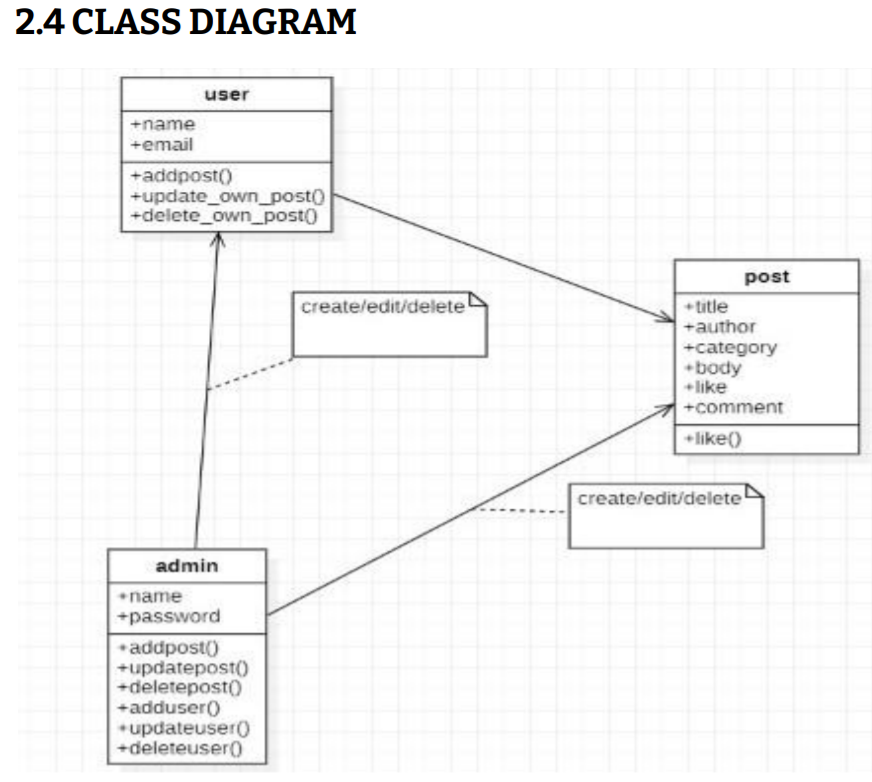 2.4 CLASS DIAGRAM
user
+name
+email
+addpost()
+update_own_post()
+delete_own_post()
create/edit/delete
post
+title
+author
+category
+body
+like
+comment
+like()
create/edit/delete
admin
+name
+password
+addpost()
+updatepost()
+deletepost()
+adduser()
+updateuser()
+deleteuser()